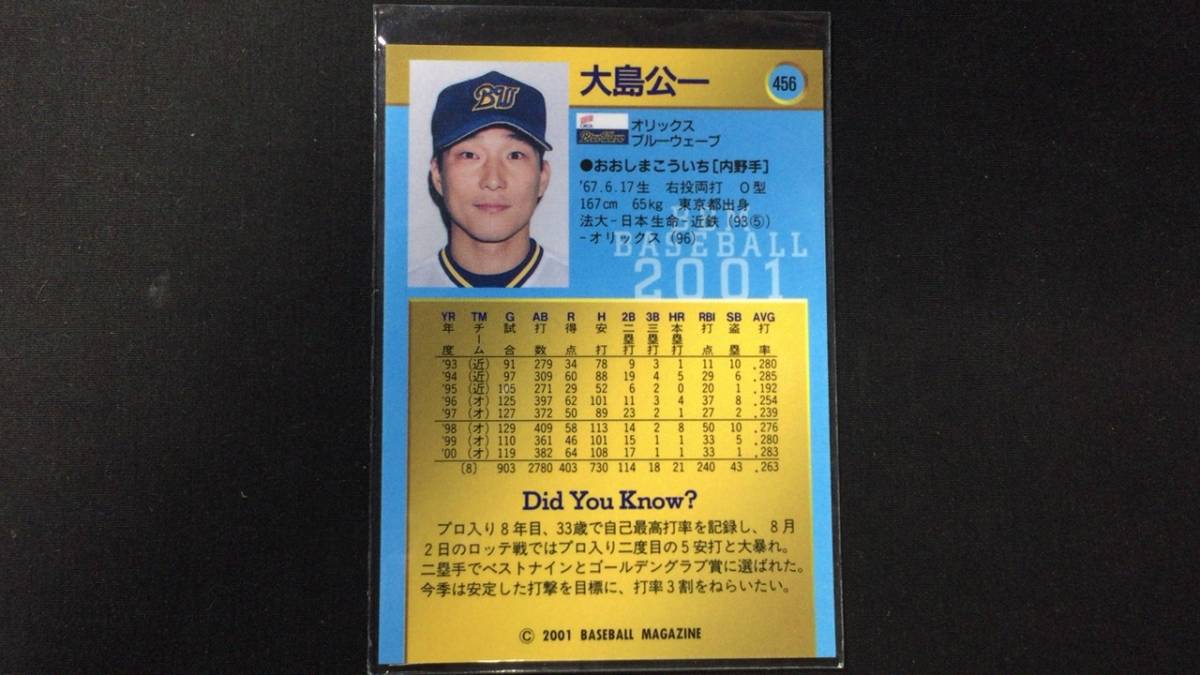 BW
大島公一
456
オリックス
ブルーウェーブ
●おおしまこういち[内野手]
'67.6.17生 右投両打 O型
167cm 65kg 東京都出身
法大-日本生命-近鉄(93⑤)
-オリックス(96)
BBM
BASEBALL
2001
YR TM G AB R H 2B 3B HR RBI SB AVG
年度 チーム 試合 打数 得点 安打 二塁打 三塁打 本塁打 打点 盗塁 打率
'93 (近) 91 279 34 78 9 3 1 11 10 .280
'94 (近) 97 309 60 88 19 4 5 29 6 .285
'95 (近) 105 271 29 52 6 2 0 20 1 .192
'96 (オ) 125 397 62 101 11 3 4 37 8 .254
'97 (オ) 127 372 50 89 23 2 1 27 2 .239
'98 (オ) 129 409 58 113 14 2 8 50 10 .276
'99 (オ) 110 361 46 101 15 1 1 33 5 .280
'00 (オ) 119 382 64 108 17 1 1 33 1 .283
[8] 903 2780 403 730 114 18 21 240 43 .263
Did You Know?
プロ入り8年目、33歳で自己最高打率を記録し、8月
2日のロッテ戦ではプロ入り二度目の5安打と大暴れ。
二塁手でベストナインとゴールデングラブ賞に選ばれた。
今季は安定した打撃を目標に、打率3割をねらいたい。
© 2001 BASEBALL MAGAZINE